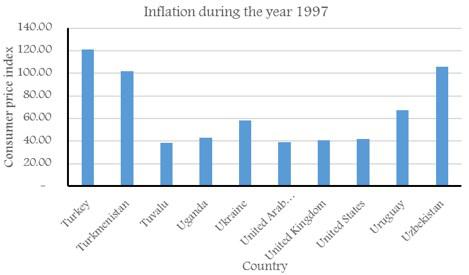 Inflation during the year 1997
Consumer price index
140.00
120.00
100.00
80.00
60.00
40.00
20.00
-
Turkey
Turkmenistan
Tuvalu
Uganda
Ukraine
United Arab…
United Kingdom
United States
Uruguay
Uzbekistan
Country